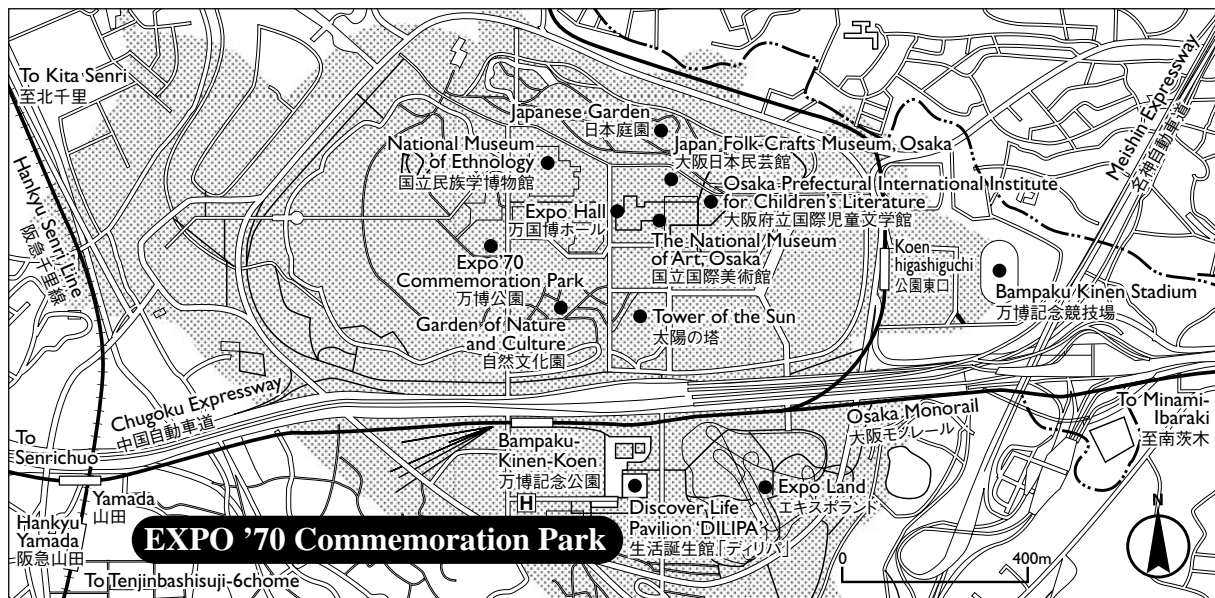 To Kita Senri
至北千里
Hankyu Senri Line
阪急千里線
Japanese Garden
日本庭園
National Museum
of Ethnology
国立民族学博物館
Japan Folk-Crafts Museum, Osaka
大阪日本民芸館
Osaka Prefectural International Institute
for Children's Literature
大阪府立国際児童文学館
Meishin Expressway
名神自動車道
Expo Hall
万国博ホール
The National Museum
of Art, Osaka
国立国際美術館
Expo 70
Commemoration Park
万博公園
Koen
higashiguchi
公園東口
Bampaku Kinen Stadium
万博記念競技場
Garden of Nature
and Culture
自然文化園
Tower of the Sun
太陽の塔
Chugoku Expressway
中国自動車道
To
Senrichuo
Yamada
山田
Hankyu
Yamada
阪急山田
To Tenjinbashisuji-6chome
Bampaku-
Kinen-Koen
万博記念公園
H
Discover Life
Pavilion 'DILIPA'
生活誕生館「ディリパ」
Expo Land
エキスポランド
Osaka Monorail
大阪モノレール
To Minami-
Ibaraki
至南茨木
EXPO ’70 Commemoration Park
0 400m
N